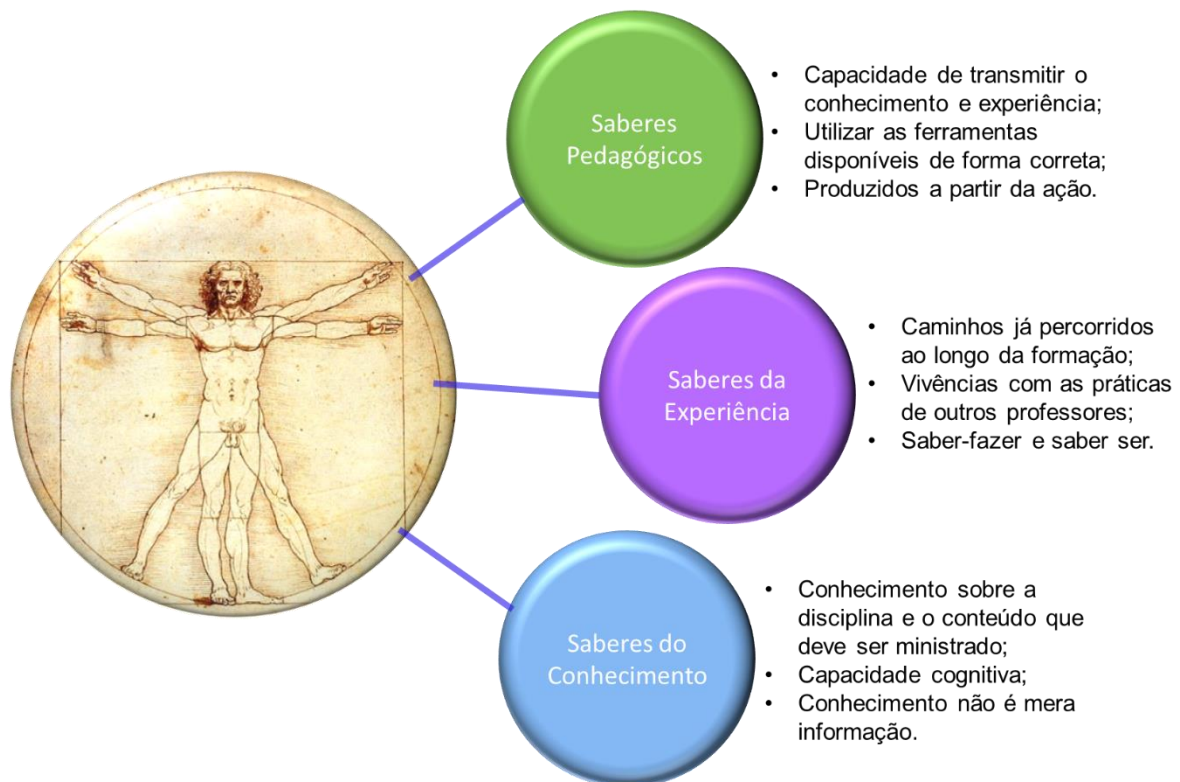 Saberes
Pedagógicos
• Capacidade de transmitir o
conhecimento e experiência;
• Utilizar as ferramentas
disponíveis de forma correta;
• Produzidos a partir da ação.
Saberes da
Experiência
• Caminhos já percorridos
ao longo da formação;
• Vivências com as práticas
de outros professores;
• Saber-fazer e saber ser.
Saberes do
Conhecimento
• Conhecimento sobre a
disciplina e o conteúdo que
deve ser ministrado;
• Capacidade cognitiva;
• Conhecimento não é mera
informação.